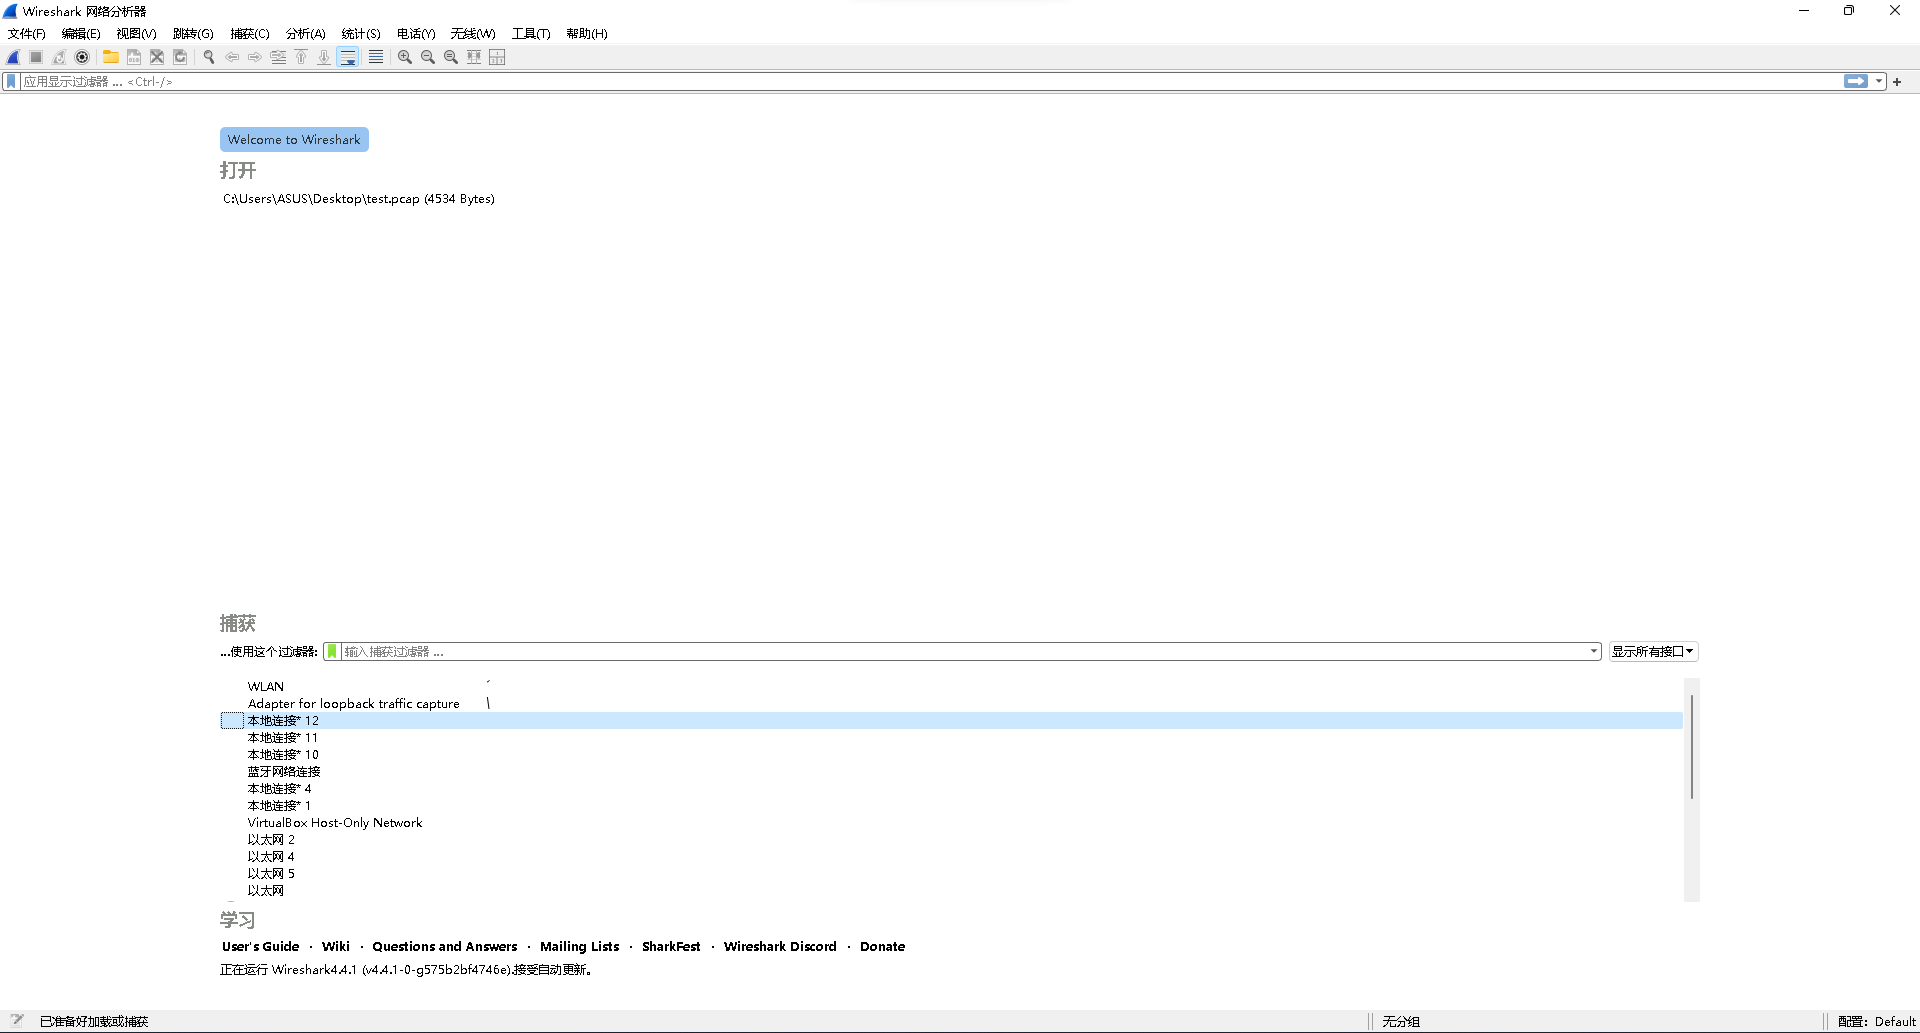 Wireshark 网络分析器
文件(F) 编辑(E) 视图(V) 跳转(G) 捕获(C) 分析(A) 统计(S) 电话(Y) 无线(W) 工具(T) 帮助(H)
应用显示过滤器 … <Ctrl-/>
Welcome to Wireshark
打开
C:\Users\ASUS\Desktop\test.pcap (4534 Bytes)
捕获
…使用这个过滤器: 输入捕获过滤器 … 显示所有接口
WLAN
Adapter for loopback traffic capture
本地连接* 12
本地连接* 11
本地连接* 10
蓝牙网络连接
本地连接* 4
本地连接* 1
VirtualBox Host-Only Network
以太网 2
以太网 4
以太网 5
以太网
学习
User's Guide · Wiki · Questions and Answers · Mailing Lists · SharkFest · Wireshark Discord · Donate
正在运行 Wireshark4.4.1 (v4.4.1-0-g575b2bf4746e).接受自动更新。
已准备好加载或捕获 无分组 配置: Default